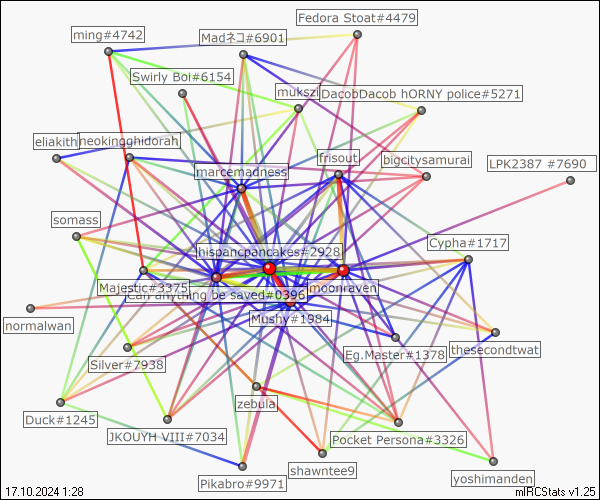 Fedora Stoat#4479
ming#4742
Madネコ#6901
Swirly Boi#6154
mukszi
DacobDacob hORNY police#5271
eliakith
neokingghidorah
frisout
bigcitysamurai
LPK2387 #7690
marcemadness
somass
Cypha#1717
hispancpancakes#2928
Majestic#3375
Can anything be saved#0396
moonraven
normalwan
Mushy#1984
Eg.Master#1378
thesecondtwat
Silver#7938
zebula
Duck#1245
JKOUYH VIII#7034
Pocket Persona#3326
shawntee9
Pikabro#9971
yoshimanden
17.10.2024 1:28
mIRCStats v1.25